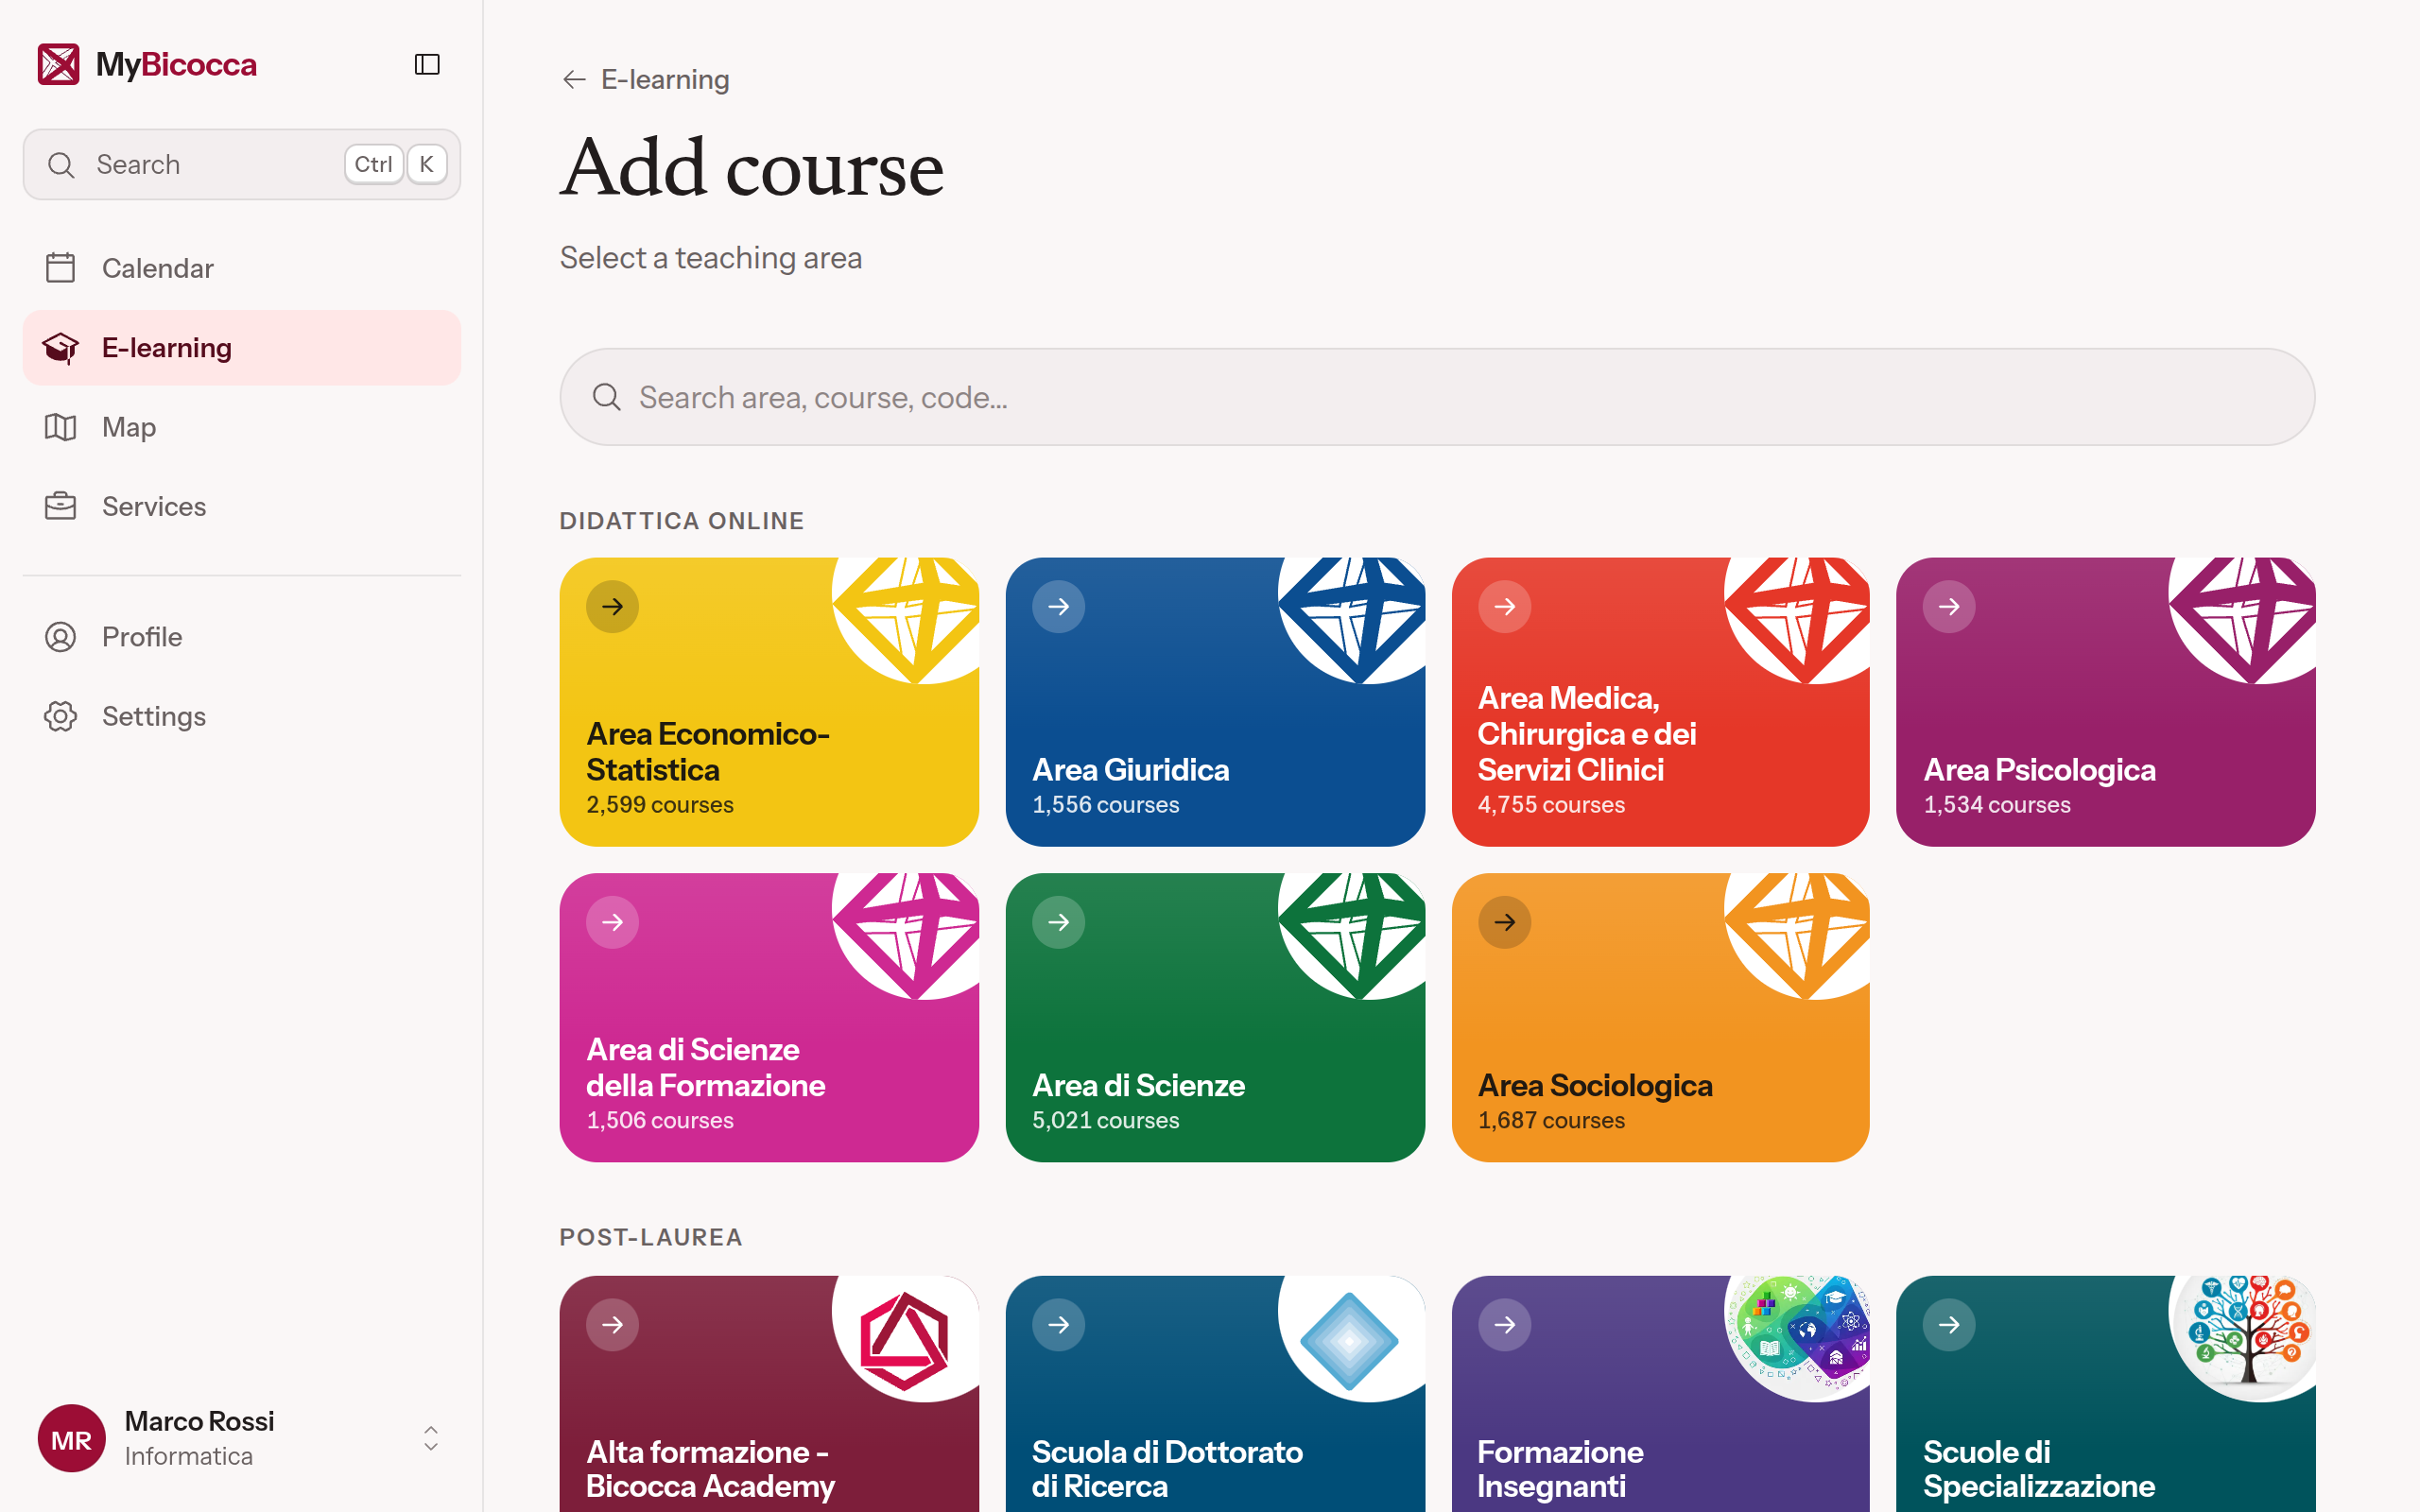 MyBicocca
Search
Ctrl K
Calendar
E-learning
Map
Services
Profile
Settings
MR
Marco Rossi
Informatica
E-learning
Add course
Select a teaching area
Search area, course, code...
DIDATTICA ONLINE
Area Economico-
Statistica
2,599 courses
Area Giuridica
1,556 courses
Area Medica,
Chirurgica e dei
Servizi Clinici
4,755 courses
Area Psicologica
1,534 courses
Area di Scienze
della Formazione
1,506 courses
Area di Scienze
5,021 courses
Area Sociologica
1,687 courses
POST-LAUREA
Alta formazione -
Bicocca Academy
Scuola di Dottorato
di Ricerca
Formazione
Insegnanti
Scuole di
Specializzazione